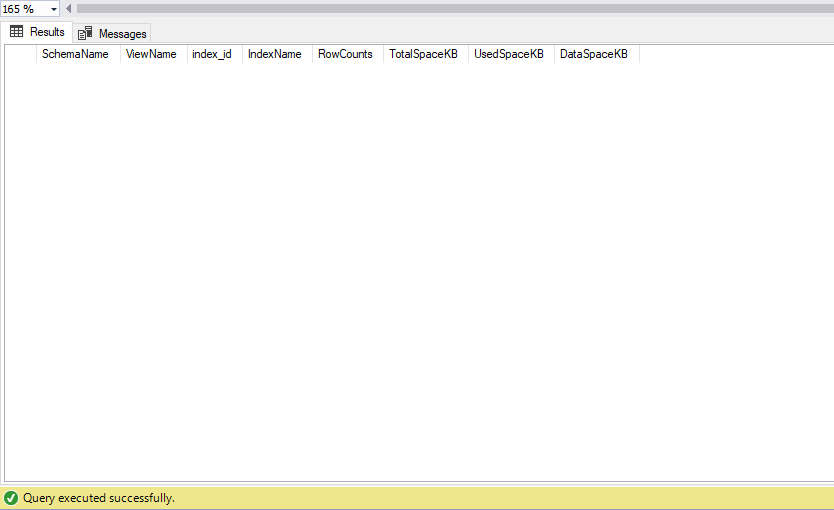 165 %
Results Messages
SchemaName ViewName index_id IndexName RowCounts TotalSpaceKB UsedSpaceKB DataSpaceKB
Query executed successfully.